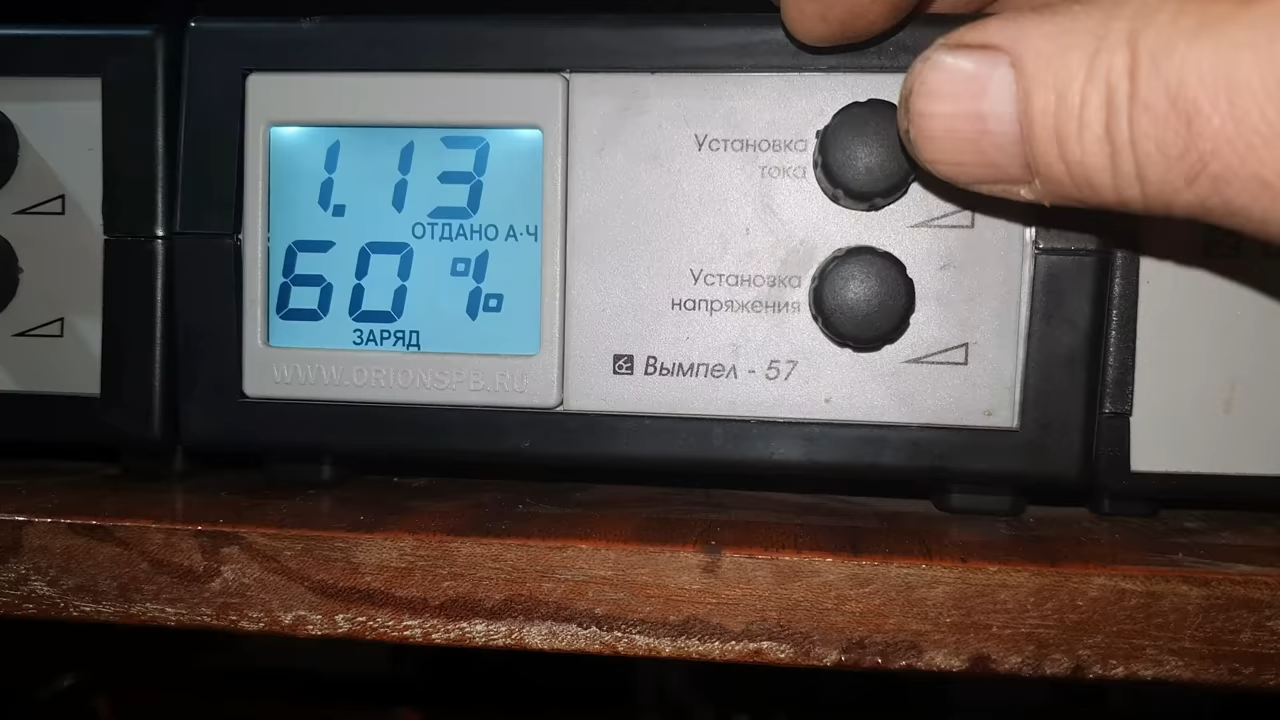 1.13
ОТДАНО А·Ч
60 %
ЗАРЯД
WWW.ORIONSPB.RU
Установка
тока
Установка
напряжения
Вымпел - 57